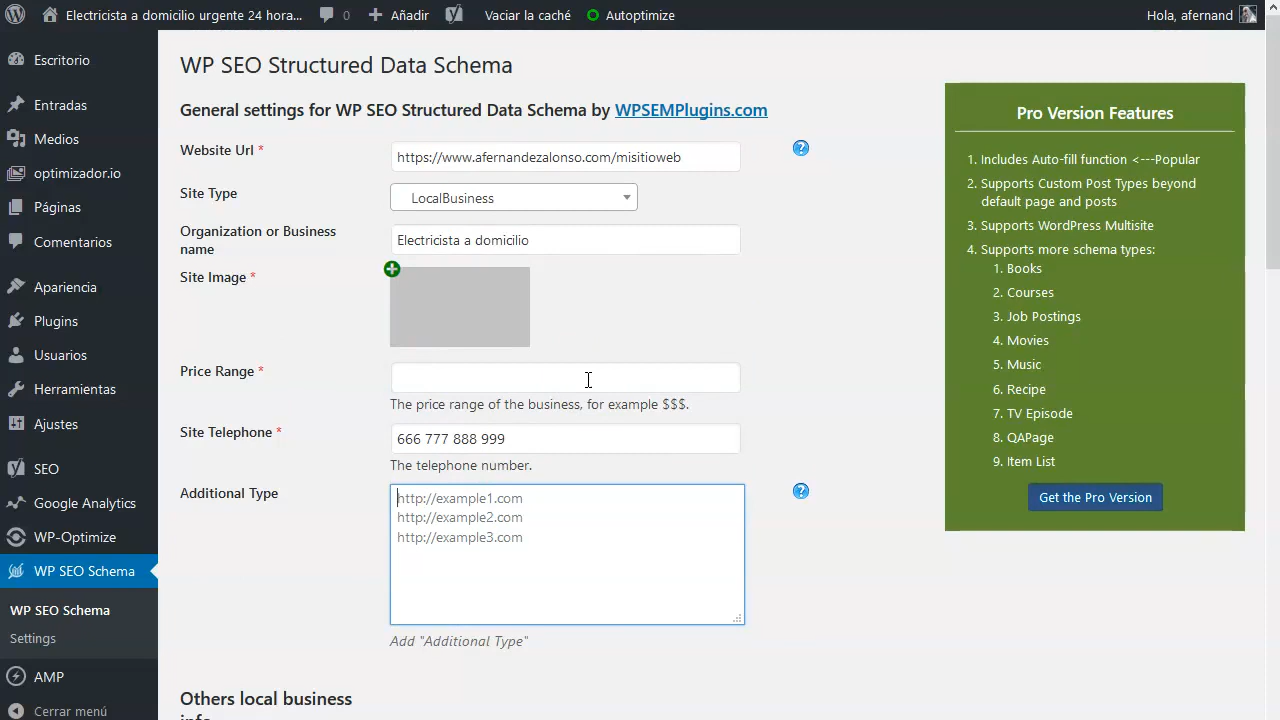 Electricista a domicilio urgente 24 hora...
0
Añadir
Vaciar la caché
Autoptimize
Hola, afernand
Escritorio
Entradas
Medios
optimizador.io
Páginas
Comentarios
Apariencia
Plugins
Usuarios
Herramientas
Ajustes
SEO
Google Analytics
WP-Optimize
WP SEO Schema
WP SEO Schema
Settings
AMP
Cerrar menú
WP SEO Structured Data Schema
General settings for WP SEO Structured Data Schema by WPSEMPlugins.com
Website Url *
https://www.afernandezalonso.com/misitioweb
Site Type
LocalBusiness
Organization or Business
name
Electricista a domicilio
Site Image *
Price Range *
The price range of the business, for example $$$.
Site Telephone *
666 777 888 999
The telephone number.
Additional Type
http://example1.com
http://example2.com
http://example3.com
Add "Additional Type"
Others local business
info
Pro Version Features
1. Includes Auto-fill function <---Popular
2. Supports Custom Post Types beyond
default page and posts
3. Supports WordPress Multisite
4. Supports more schema types:
1. Books
2. Courses
3. Job Postings
4. Movies
5. Music
6. Recipe
7. TV Episode
8. QAPage
9. Item List
Get the Pro Version